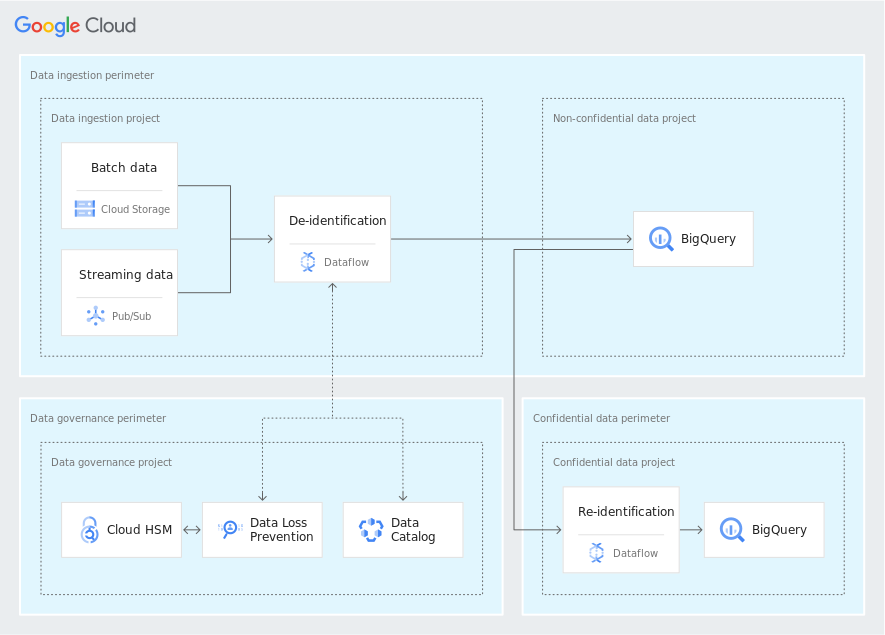 Google Cloud
Data ingestion perimeter
Data ingestion project
Batch data
Cloud Storage
Streaming data
Pub/Sub
De-identification
Dataflow
Non-confidential data project
BigQuery
Data governance perimeter
Data governance project
Cloud HSM
Data Loss
Prevention
Data
Catalog
Confidential data perimeter
Confidential data project
Re-identification
Dataflow
BigQuery